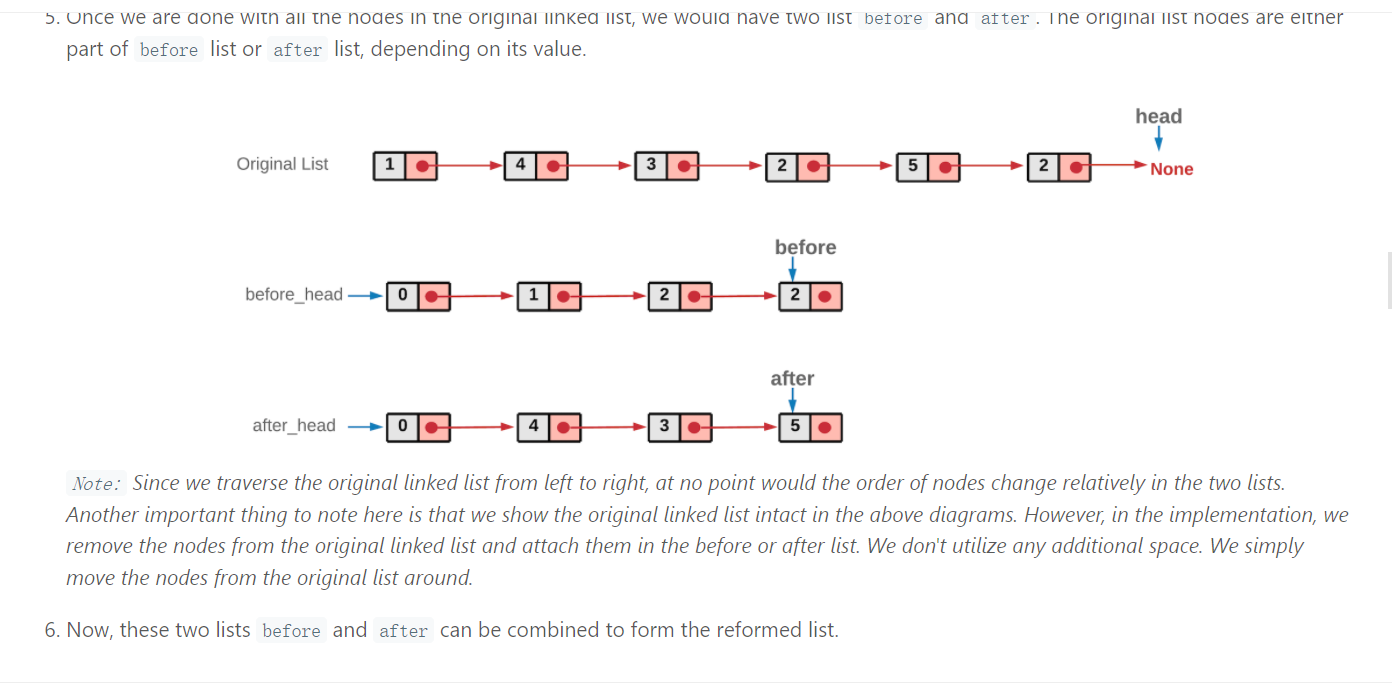 5. Once we are done with all the nodes in the original linked list, we would have two list before and after . The original list nodes are either
part of before list or after list, depending on its value.
head
Original List 1 4 3 2 5 2 None
before
before_head 0 1 2 2
after
after_head 0 4 3 5
Note: Since we traverse the original linked list from left to right, at no point would the order of nodes change relatively in the two lists.
Another important thing to note here is that we show the original linked list intact in the above diagrams. However, in the implementation, we
remove the nodes from the original linked list and attach them in the before or after list. We don't utilize any additional space. We simply
move the nodes from the original list around.
6. Now, these two lists before and after can be combined to form the reformed list.